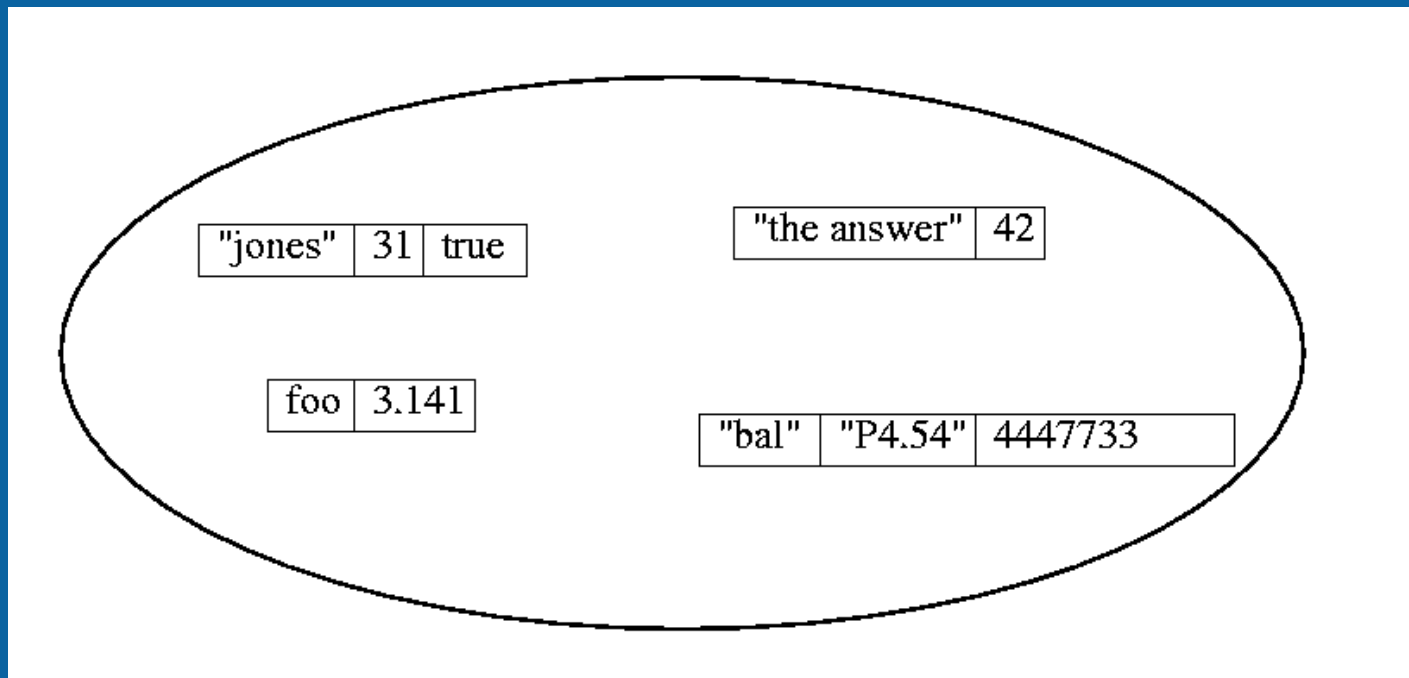 "jones" 31 true
"the answer" 42
foo 3.141
"bal" "P4.54" 4447733